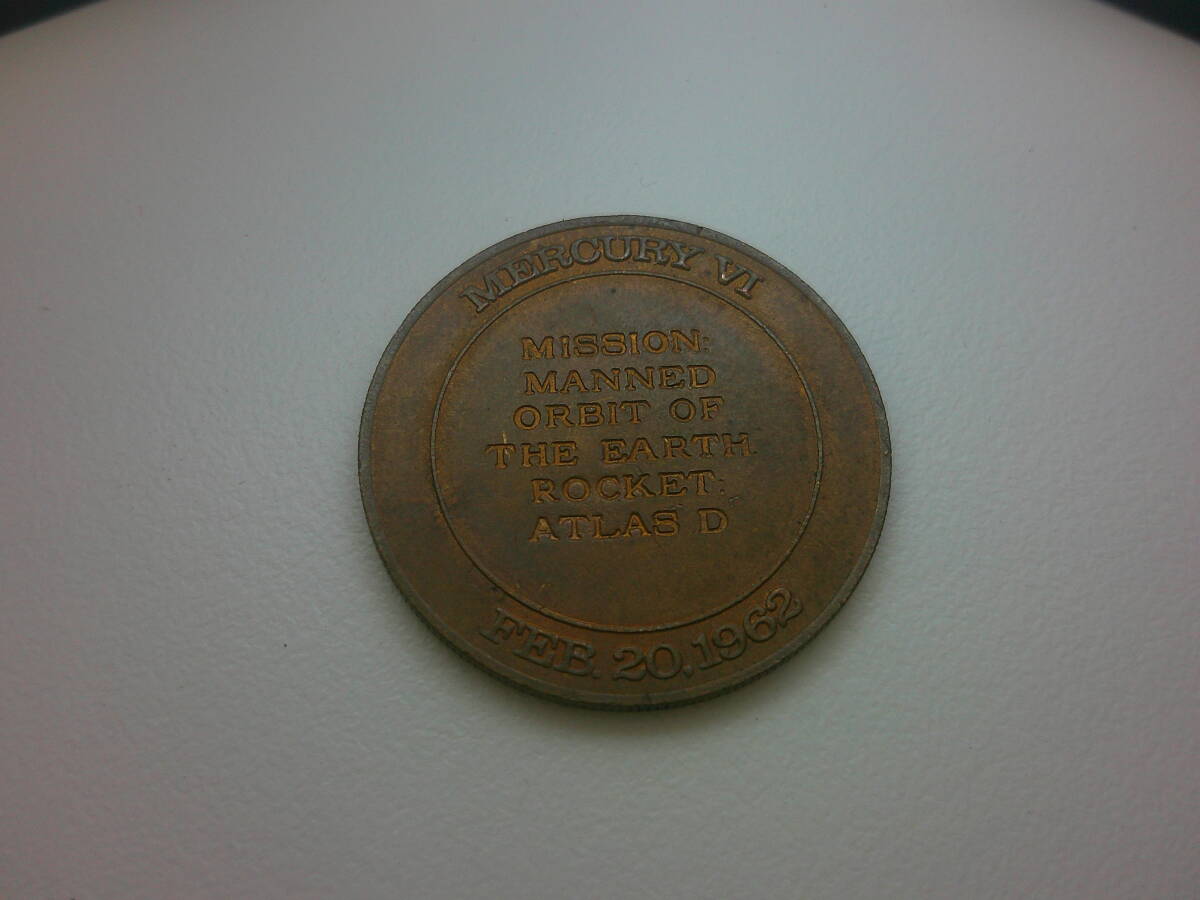 MERCURY VI
MISSION:
MANNED
ORBIT OF
THE EARTH
ROCKET:
ATLAS D
FEB. 20, 1962